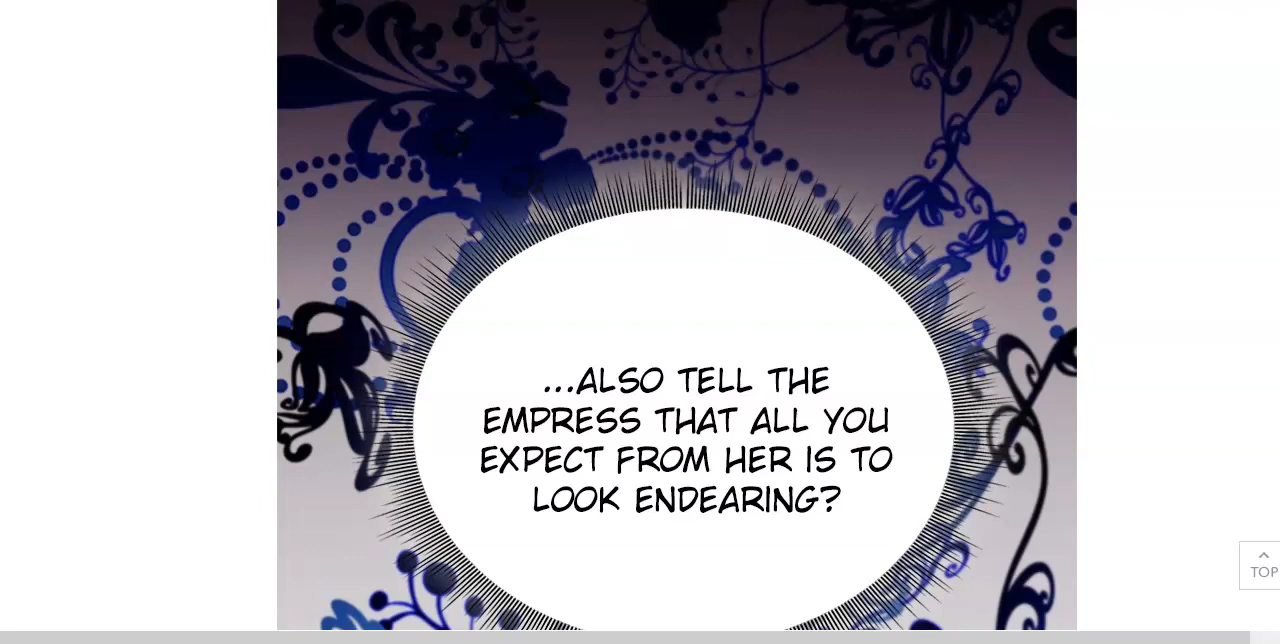 ...ALSO TELL THE
EMPRESS THAT ALL YOU
EXPECT FROM HER IS TO
LOOK ENDEARING?
TOP